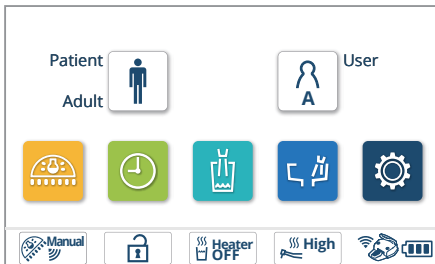 Patient
User
Adult
A
Manual
Heater
OFF
High